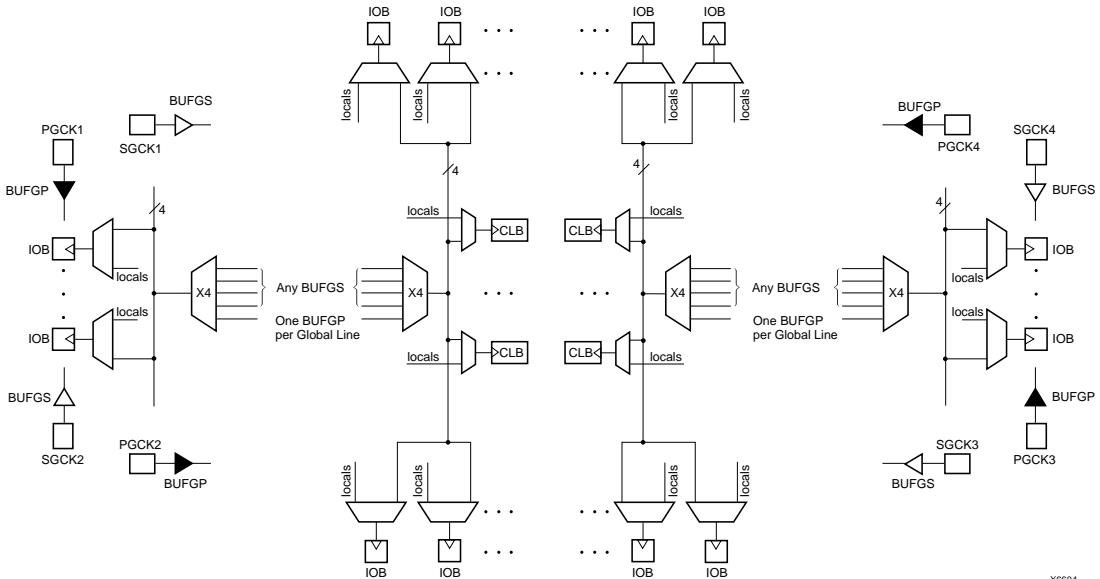 IOB IOB IOB IOB
locals locals locals locals
BUFGS BUFGP
PGCK1 SGCK4
SGCK1 PGCK4
BUFGP BUFGS
4 4 4 4
locals locals
CLB CLB
IOB IOB
locals locals
X4 Any BUFGS X4 X4 Any BUFGS X4
One BUFGP One BUFGP
per Global Line per Global Line
locals locals
IOB CLB CLB IOB
locals locals
BUFGS BUFGP
PGCK2 SGCK3
SGCK2 PGCK3
BUFGP BUFGS
locals locals locals locals
IOB IOB IOB IOB
X6604